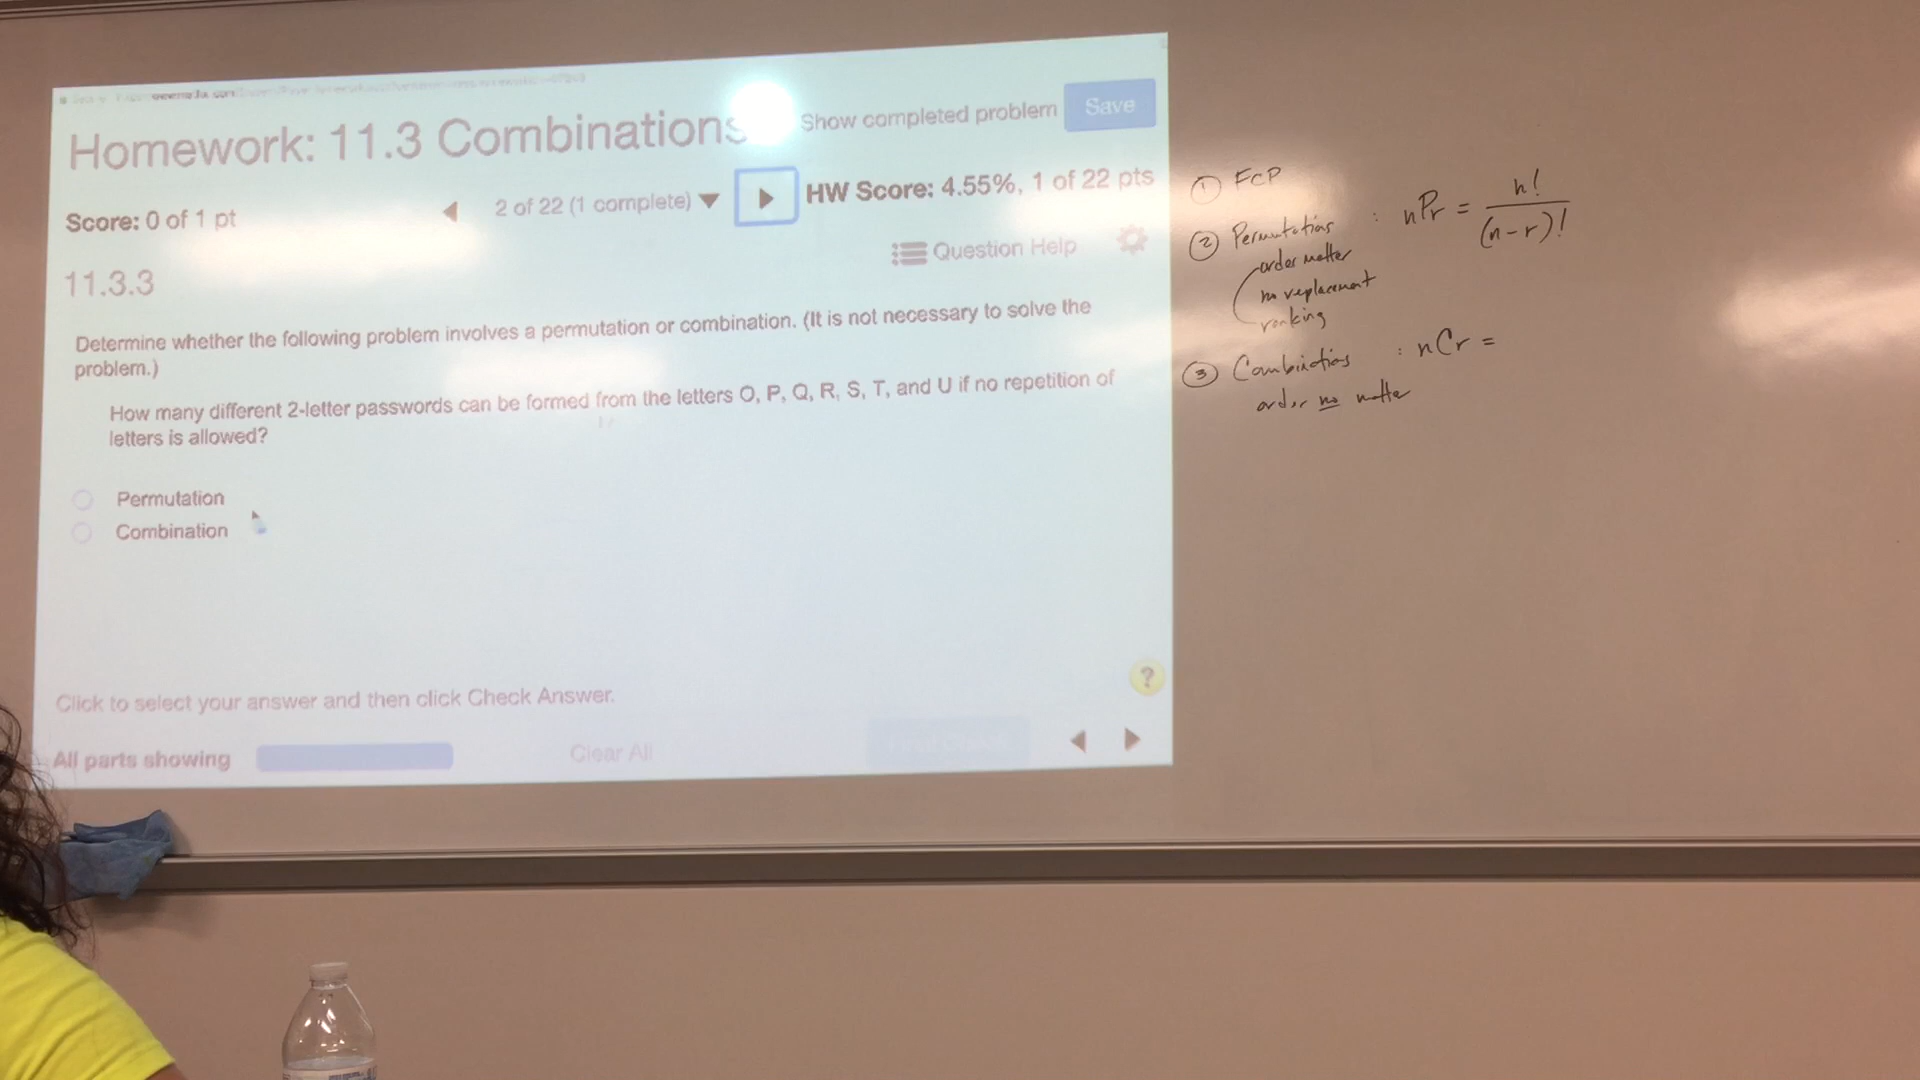 Homework: 11.3 Combinations
Show completed problem
Save
Score: 0 of 1 pt
2 of 22 (1 complete)
HW Score: 4.55%, 1 of 22 pts
11.3.3
Question Help
Determine whether the following problem involves a permutation or combination. (It is not necessary to solve the
problem.)
How many different 2-letter passwords can be formed from the letters O, P, Q, R, S, T, and U if no repetition of
letters is allowed?
Permutation
Combination
?
Click to select your answer and then click Check Answer.
All parts showing
Clear All
① FCP
② Permutations : nPr = n! / (n-r)!
order matter
no replacement
ranking
③ Combinations : nCr =
order no matter